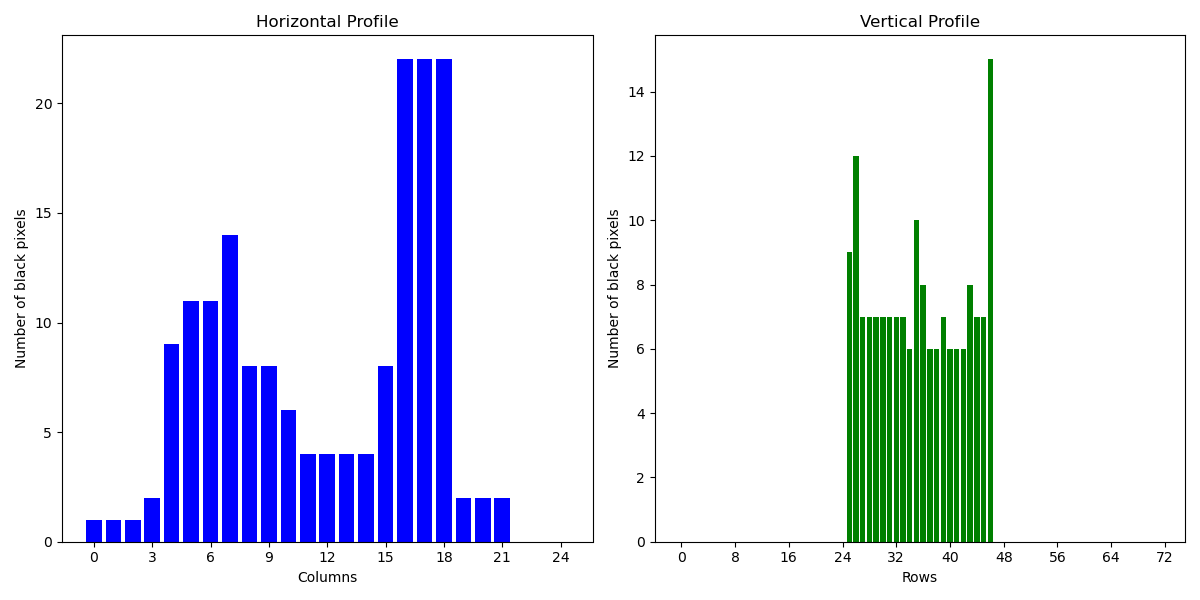 Horizontal Profile
Number of black pixels
20
15
10
5
0
0 3 6 9 12 15 18 21 24
Columns
Vertical Profile
Number of black pixels
14
12
10
8
6
4
2
0
0 8 16 24 32 40 48 56 64 72
Rows